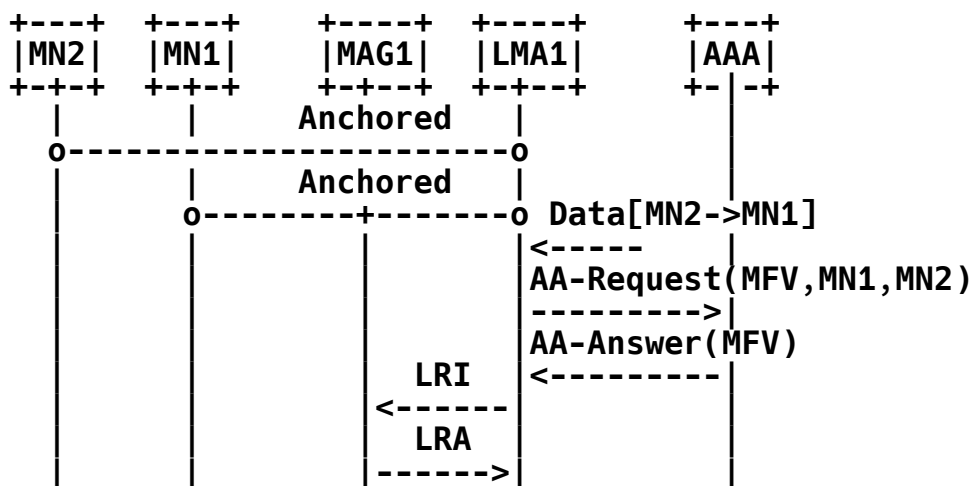 +---+  +---+    +----+  +----+     +---+
|MN2|  |MN1|    |MAG1|  |LMA1|     |AAA|
+-+-+  +-+-+    +-+--+  +-+--+     +-|-+
  |      |     Anchored   |          |
  o-----------------------o          |
  |      |     Anchored   |          |
  |      o--------+-------o Data[MN2->MN1]
  |      |        |       |<-----    |
  |      |        |       |AA-Request(MFV,MN1,MN2)
  |      |        |       |--------->|
  |      |        |       |AA-Answer(MFV)
  |      |        |  LRI  |<---------|
  |      |        |<------|          |
  |      |        |  LRA  |          |
  |      |        |------>|          |